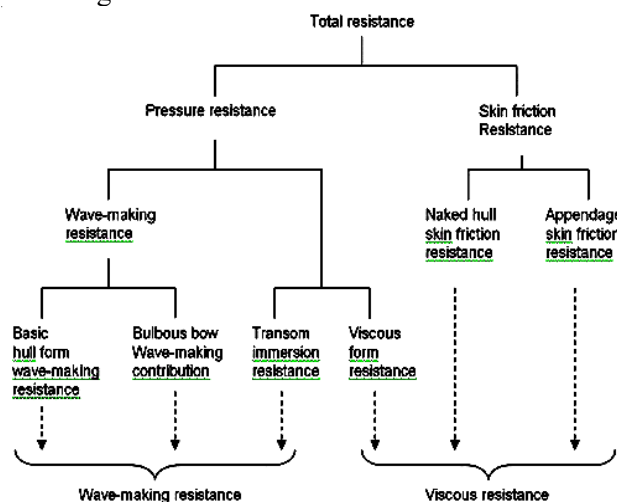 Total resistance
Pressure resistance
Skin friction
Resistance
Wave-making
resistance
Naked hull
skin friction
resistance
Appendage
skin friction
resistance
Basic
hull form
wave-making
resistance
Bulbous bow
Wave-making
contribution
Transom
immersion
resistance
Viscous
form
resistance
Wave-making resistance
Viscous resistance